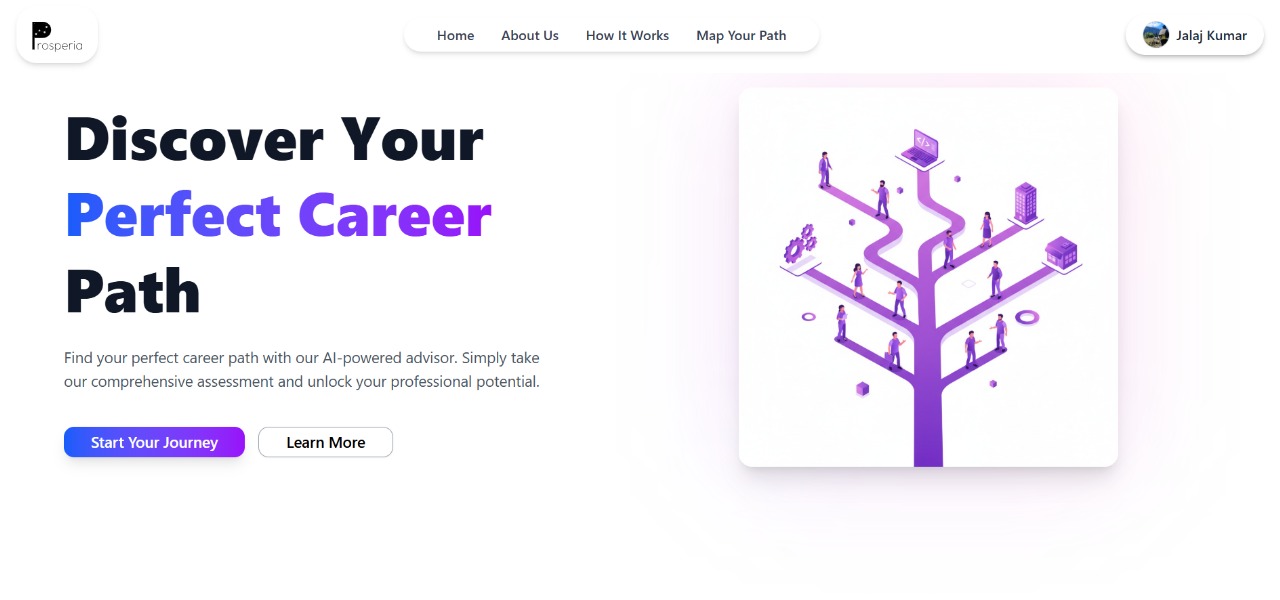 Prosperia
Home About Us How It Works Map Your Path
Jalaj Kumar
Discover Your
Perfect Career
Path
Find your perfect career path with our AI-powered advisor. Simply take
our comprehensive assessment and unlock your professional potential.
Start Your Journey Learn More